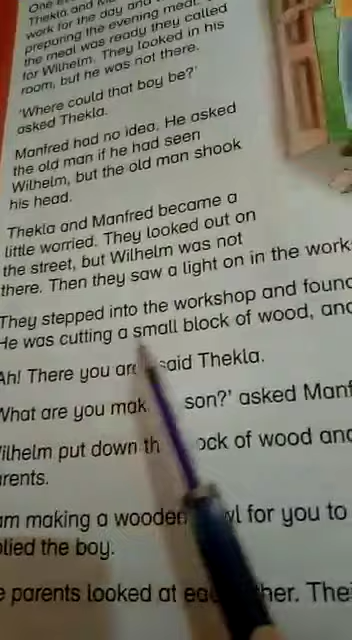 One
Thekla and
work for the day and
preparing the evening meal.
the meal was ready they called
for Wilhelm. They looked in his
room, but he was not there.
'Where could that boy be?'
asked Thekla.
Manfred had no idea. He asked
the old man if he had seen
Wilhelm, but the old man shook
his head.
Thekla and Manfred became a
little worried. They looked out on
the street, but Wilhelm was not
there. Then they saw a light on in the work
They stepped into the workshop and found
He was cutting a small block of wood, and
Ah! There you are said Thekla.
What are you mak son?' asked Manf
ilhelm put down th ock of wood and
rents.
am making a wooden wl for you to
plied the boy.
e parents looked at ea her. The